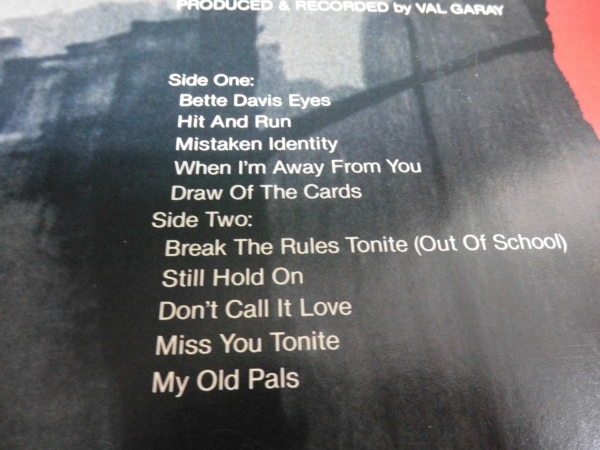 PRODUCED & RECORDED by VAL GARAY
Side One:
Bette Davis Eyes
Hit And Run
Mistaken Identity
When I'm Away From You
Draw Of The Cards
Side Two:
Break The Rules Tonite (Out Of School)
Still Hold On
Don't Call It Love
Miss You Tonite
My Old Pals